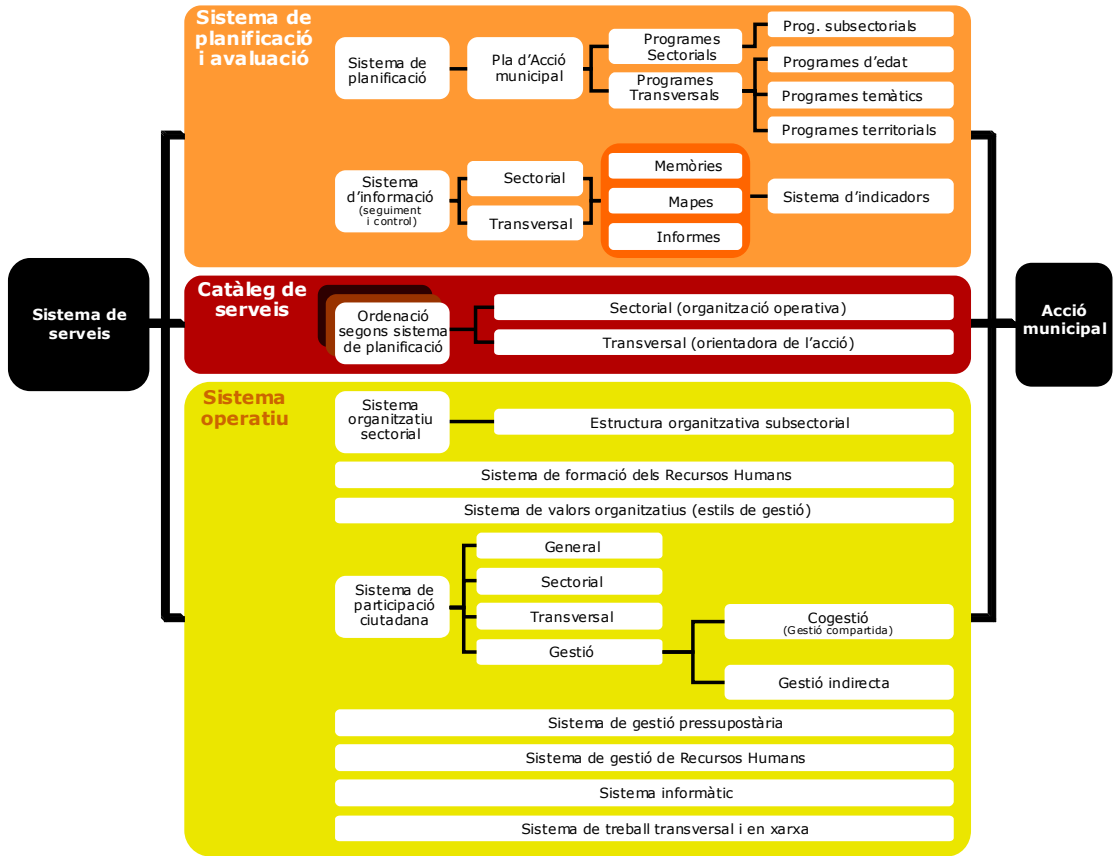 Sistema de
planificació
i avaluació
Sistema de
planificació
Pla d'Acció
municipal
Programes
Sectorials
Programes
Transversals
Prog. subsectorials
Programes d'edat
Programes temàtics
Programes territorials
Sistema
d'informació
(seguiment
i control)
Sectorial
Transversal
Memòries
Mapes
Informes
Sistema d'indicadors
Sistema de
serveis
Catàleg de
serveis
Ordenació
segons sistema
de planificació
Sectorial (organització operativa)
Transversal (orientadora de l'acció)
Acció
municipal
Sistema
operatiu
Sistema
organitzatiu
sectorial
Estructura organitzativa subsectorial
Sistema de formació dels Recursos Humans
Sistema de valors organitzatius (estils de gestió)
Sistema de
participació
ciutadana
General
Sectorial
Transversal
Gestió
Cogestió
(Gestió compartida)
Gestió indirecta
Sistema de gestió pressupostària
Sistema de gestió de Recursos Humans
Sistema informàtic
Sistema de treball transversal i en xarxa